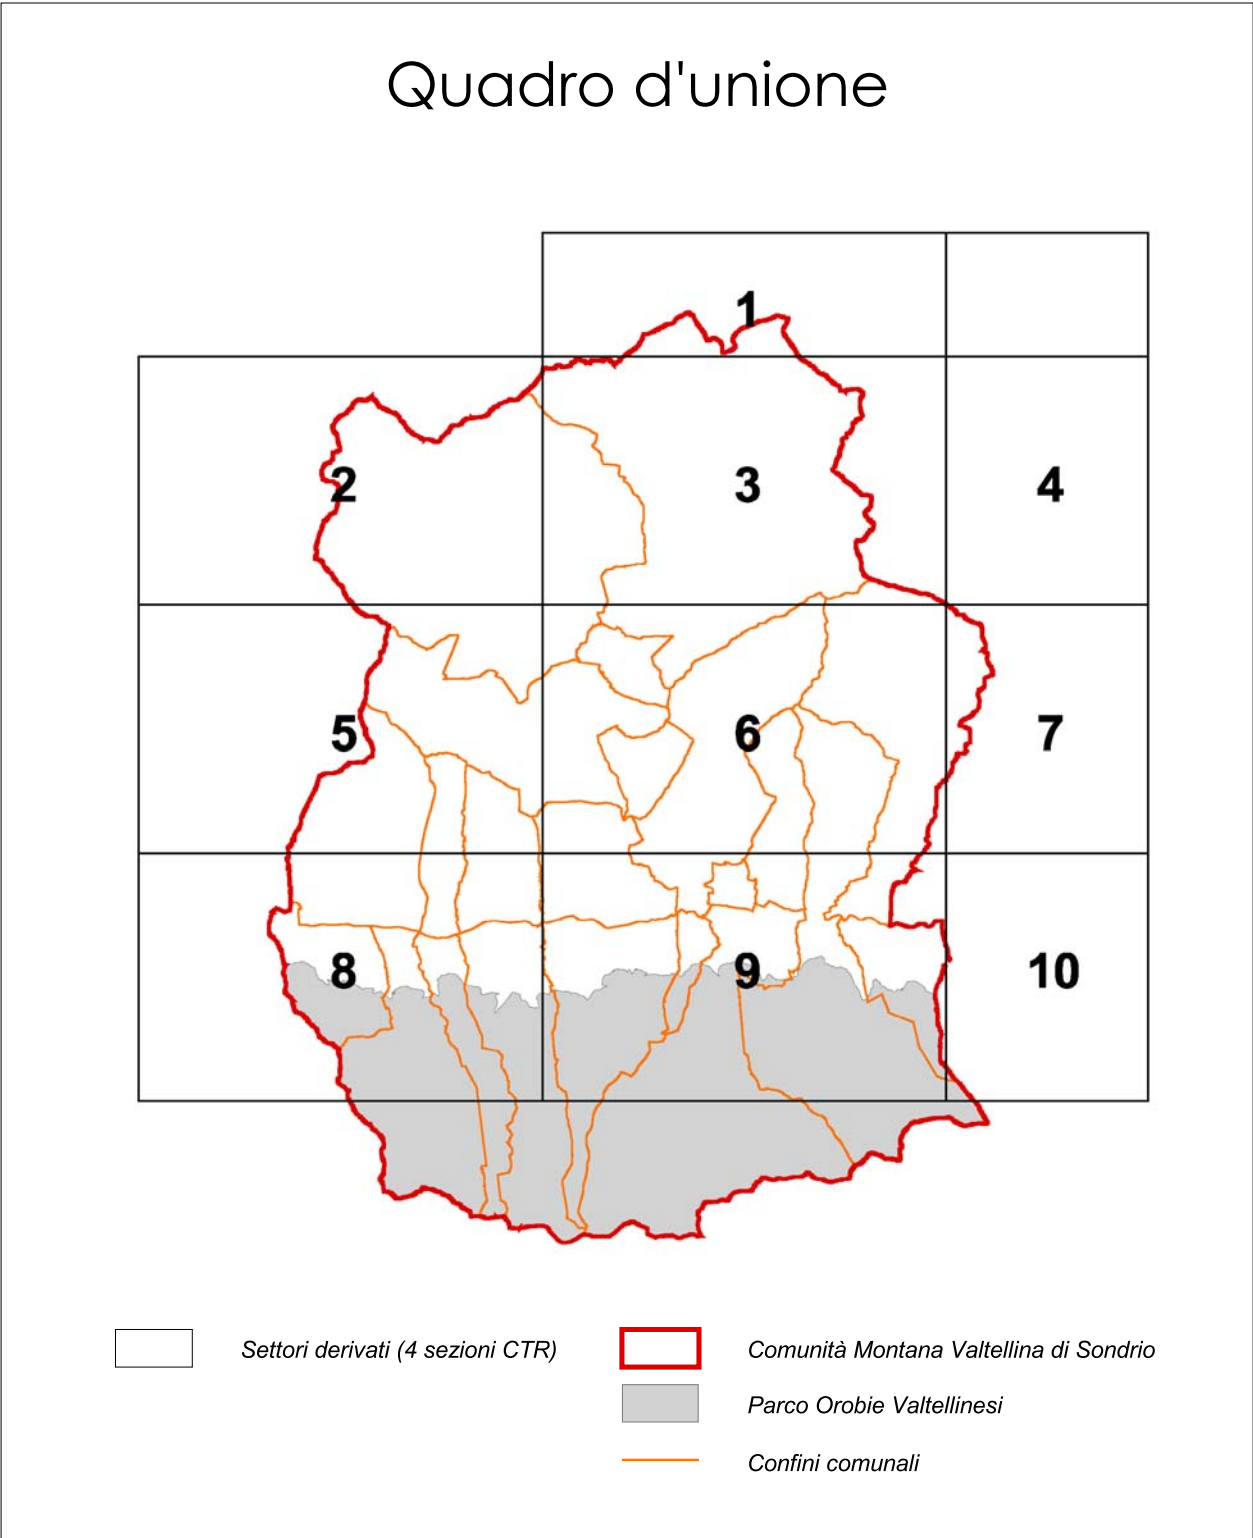 Quadro d'unione
1
2
3
4
5
6
7
8
9
10
Settori derivati (4 sezioni CTR)
Comunità Montana Valtellina di Sondrio
Parco Orobie Valtellinesi
Confini comunali